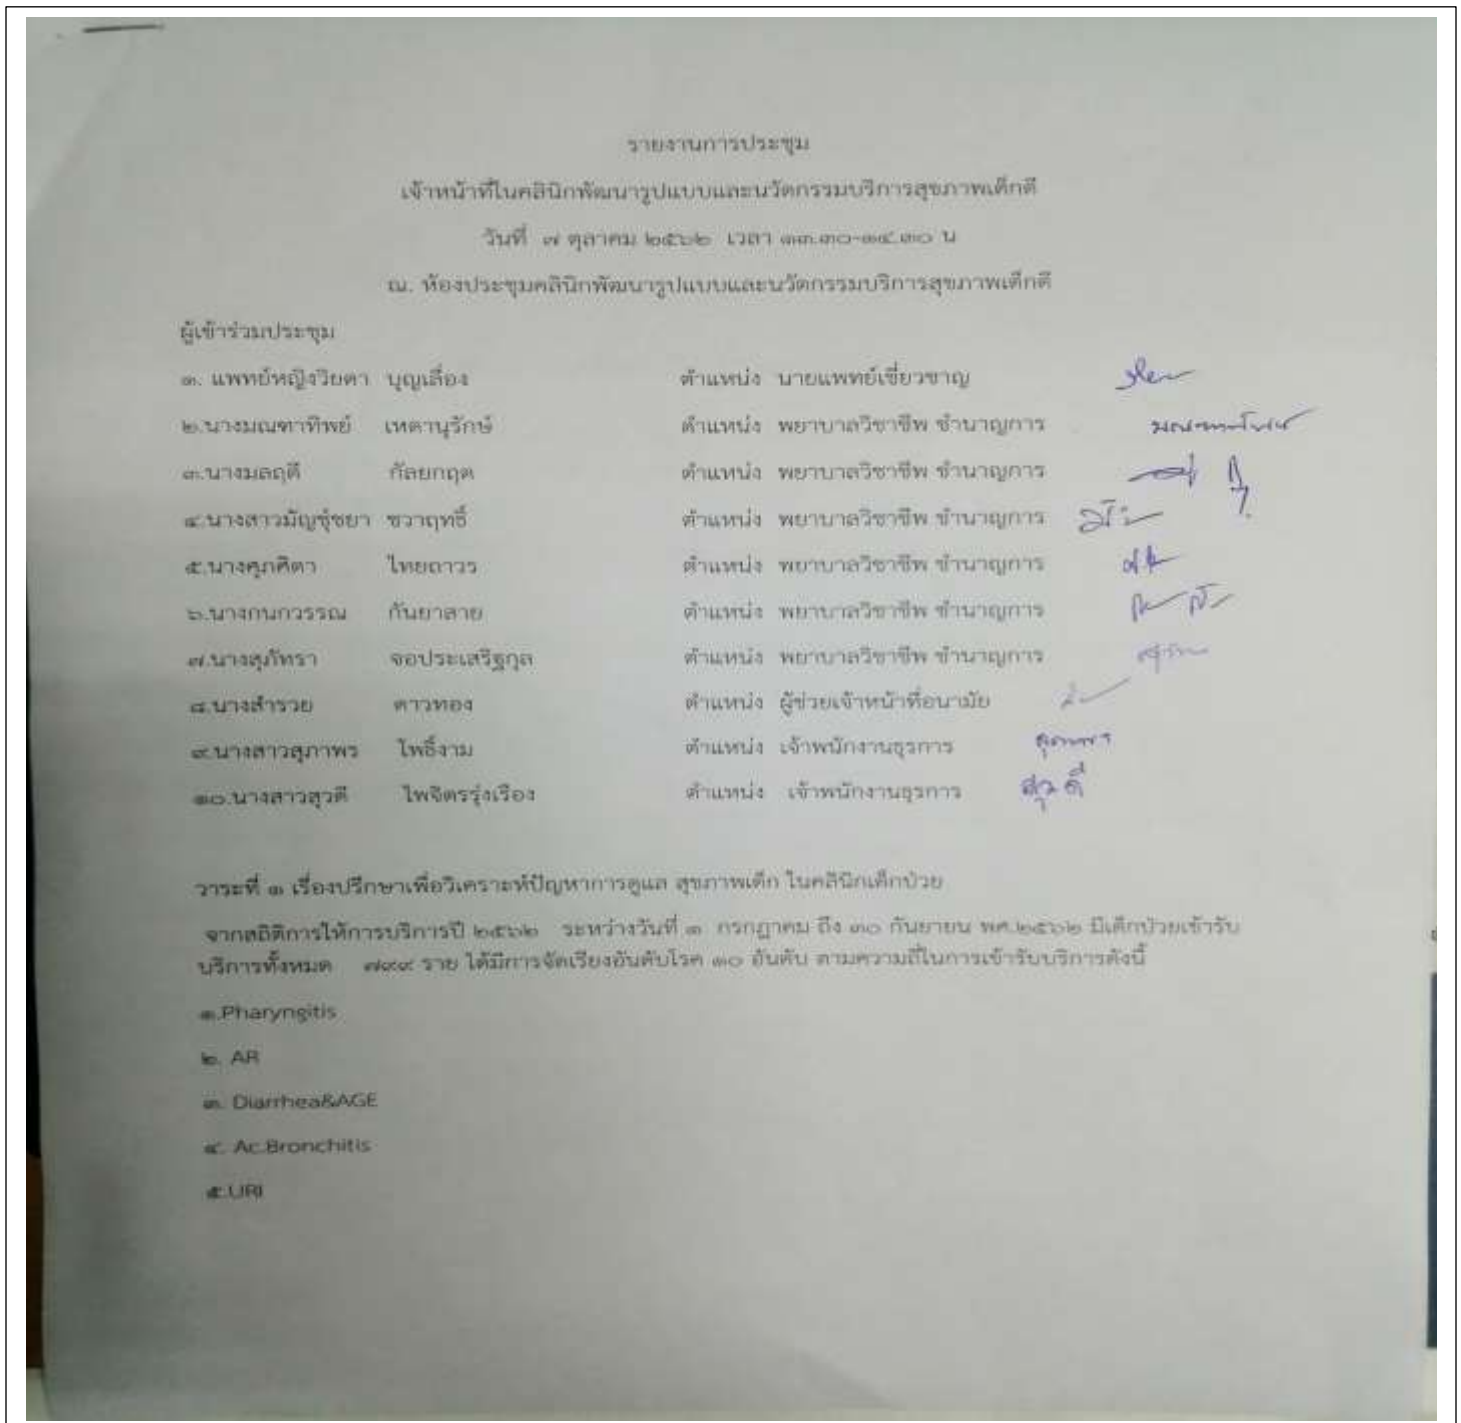 รายงานการประชุม
เจ้าหน้าที่ในคลินิกพัฒนารูปแบบและนวัตกรรมบริการสุขภาพเด็กดี
วันที่ ๗ ตุลาคม ๒๕๖๒ เวลา ๑๓.๓๐-๑๔.๓๐ น
ณ. ห้องประชุมคลินิกพัฒนารูปแบบและนวัตกรรมบริการสุขภาพเด็กดี
ผู้เข้าร่วมประชุม
๑. แพทย์หญิงวิยดา บุญเลื่อง ตำแหน่ง นายแพทย์เชี่ยวชาญ
๒.นางมณฑาทิพย์ เหตานุรักษ์ ตำแหน่ง พยาบาลวิชาชีพ ชำนาญการ
๓.นางมลฤดี กัลยกฤต ตำแหน่ง พยาบาลวิชาชีพ ชำนาญการ
๔.นางสาวมัญชุ์ชยา ชวาฤทธิ์ ตำแหน่ง พยาบาลวิชาชีพ ชำนาญการ
๕.นางศุภศิตา ไทยถาวร ตำแหน่ง พยาบาลวิชาชีพ ชำนาญการ
๖.นางกนกวรรณ กันยาสาย ตำแหน่ง พยาบาลวิชาชีพ ชำนาญการ
๗.นางสุภัทรา จอประเสริฐกุล ตำแหน่ง พยาบาลวิชาชีพ ชำนาญการ
๘.นางสำรวย ดาวทอง ตำแหน่ง ผู้ช่วยเจ้าหน้าที่อนามัย
๙.นางสาวสุภาพร โพธิ์งาม ตำแหน่ง เจ้าพนักงานธุรการ สุภาพร
๑๐.นางสาวสุวดี ไพจิตรรุ่งเรือง ตำแหน่ง เจ้าพนักงานธุรการ สุวดี
วาระที่ ๑ เรื่องปรึกษาเพื่อวิเคราะห์ปัญหาการดูแล สุขภาพเด็ก ในคลินิกเด็กป่วย
จากสถิติการให้การบริการปี ๒๕๖๒ ระหว่างวันที่ ๑ กรกฎาคม ถึง ๓๐ กันยายน พศ.๒๕๖๒ มีเด็กป่วยเข้ารับ
บริการทั้งหมด ๗๙๙ ราย ได้มีการจัดเรียงอันดับโรค ๑๐ อันดับ ตามความถี่ในการเข้ารับบริการดังนี้
๑.Pharyngitis
๒. AR
๓. Diarrhea&AGE
๔. Ac.Bronchitis
๕.URI